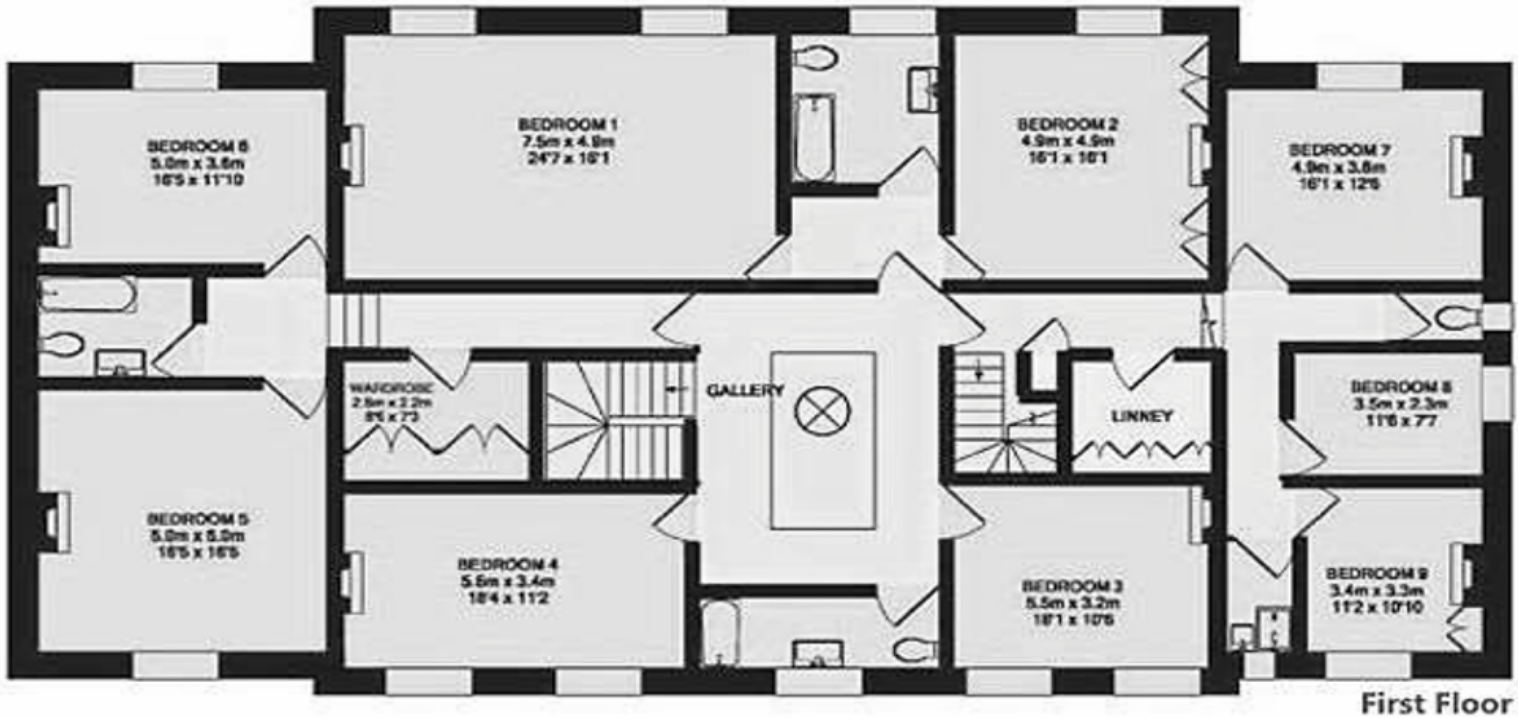 BEDROOM 1
7.5m x 4.9m
24'7 x 16'1
BEDROOM 2
4.9m x 4.9m
16'1 x 16'1
BEDROOM 6
5.0m x 3.6m
16'5 x 11'10
BEDROOM 7
4.9m x 3.8m
16'1 x 12'6
WARDROBE
2.6m x 2.2m
8'6 x 7'3
GALLERY
LINNEY
BEDROOM 8
3.5m x 2.3m
11'6 x 7'7
BEDROOM 5
5.0m x 5.0m
16'5 x 16'5
BEDROOM 4
5.6m x 3.4m
18'4 x 11'2
BEDROOM 3
5.5m x 3.2m
18'1 x 10'6
BEDROOM 9
3.4m x 3.3m
11'2 x 10'10
First Floor